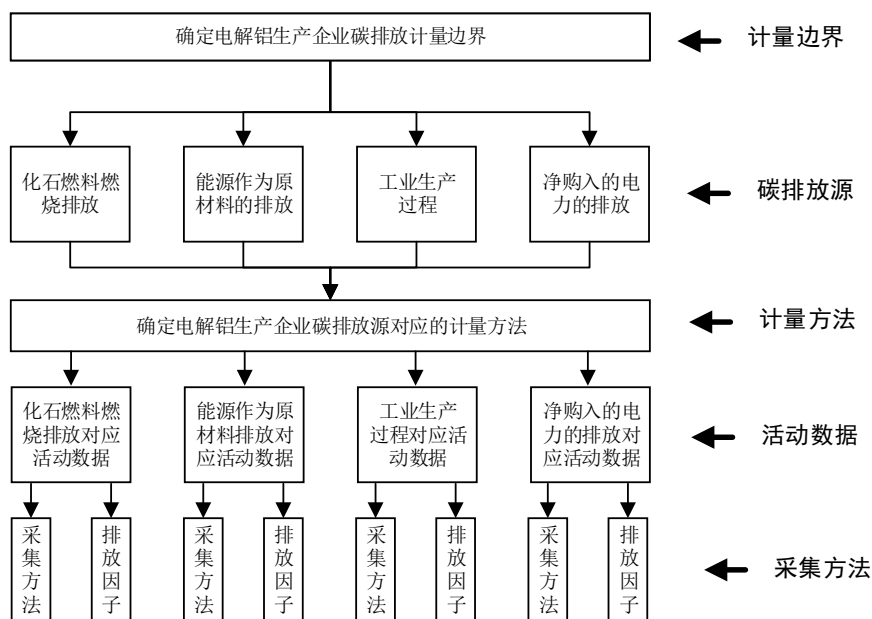 确定电解铝生产企业碳排放计量边界
计量边界
化石燃料燃
烧排放
能源作为原
材料的排放
工业生产
过程
净购入的电
力的排放
碳排放源
确定电解铝生产企业碳排放源对应的计量方法
计量方法
化石燃料燃
烧排放对应
活动数据
能源作为原
材料排放对
应活动数据
工业生产
过程对应活
动数据
净购入的电
力的排放对
应活动数据
活动数据
采集方法
排放因子
采集方法
排放因子
采集方法
排放因子
采集方法
排放因子
采集方法